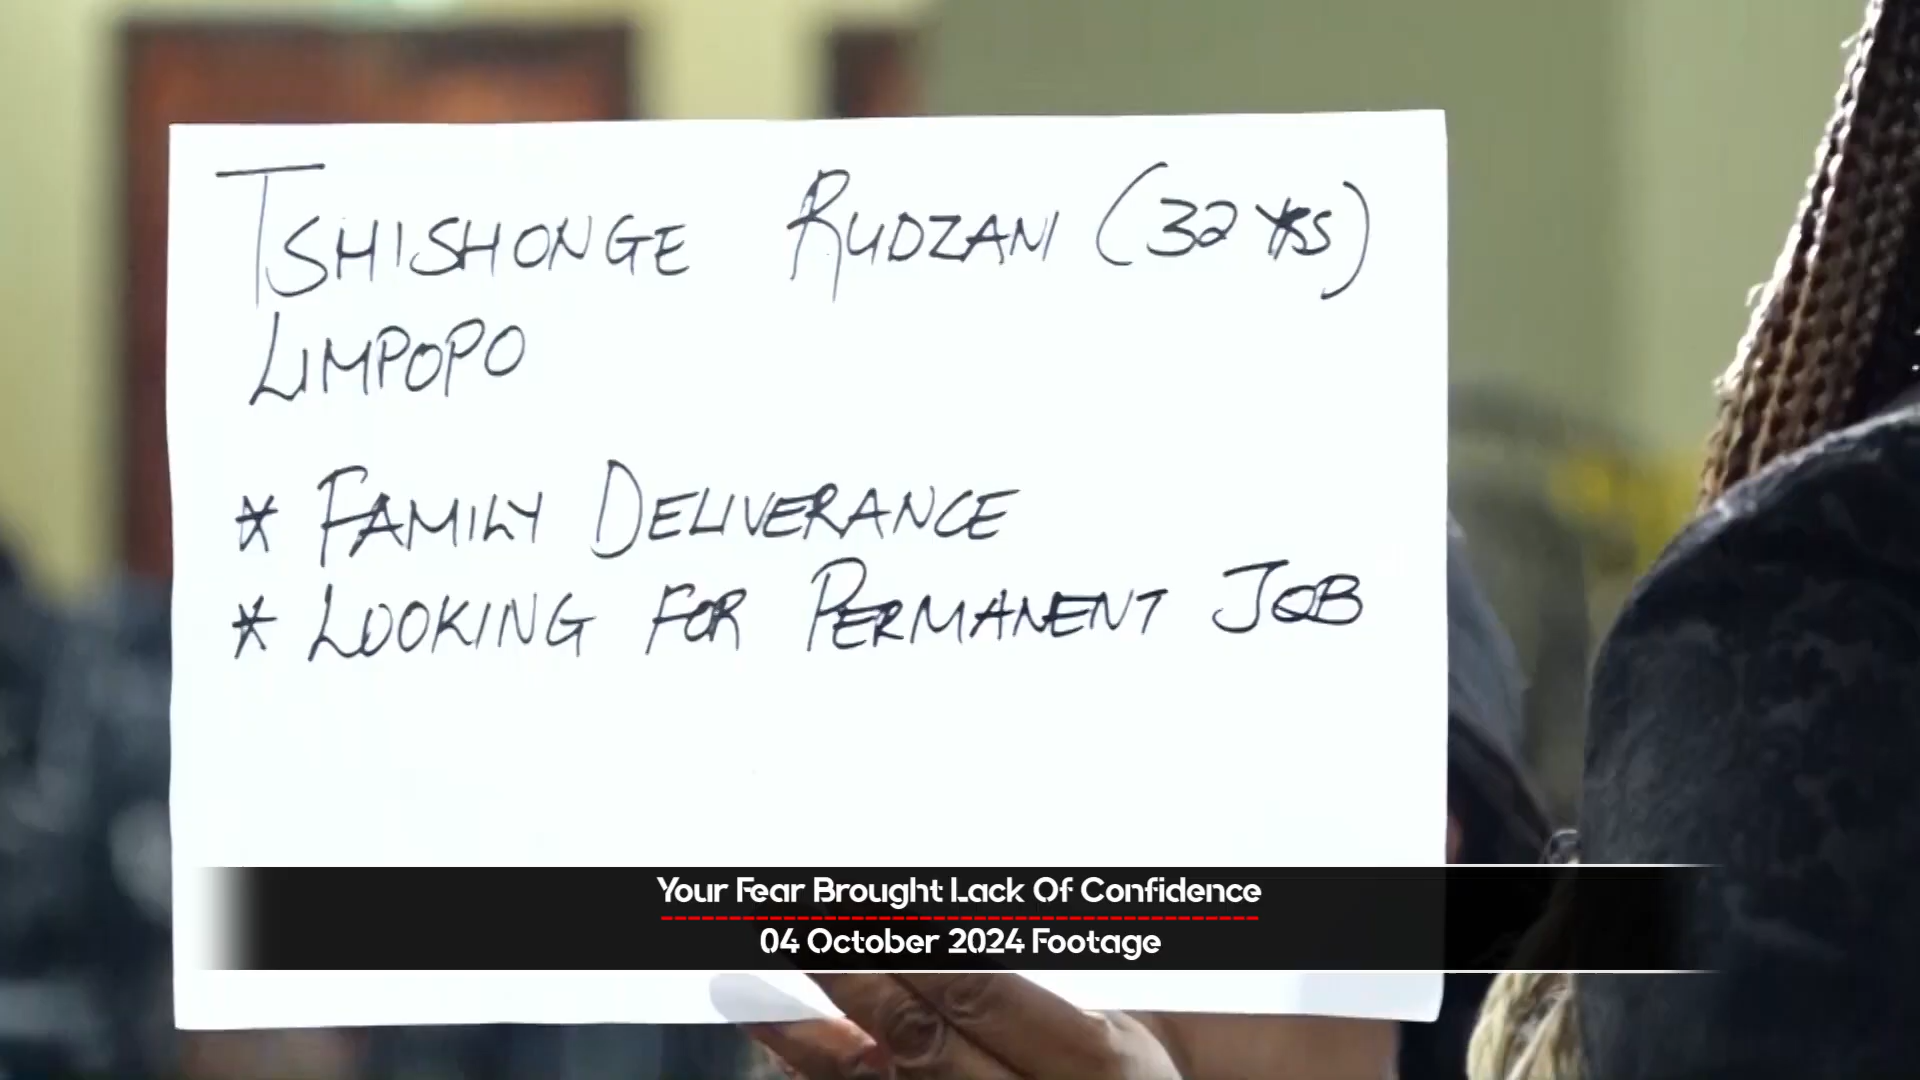 TSHISHONGE RUDZANI (32 YRS)
LIMPOPO
* FAMILY DELIVERANCE
* LOOKING FOR PERMANENT JOB
Your Fear Brought Lack Of Confidence
04 October 2024 Footage